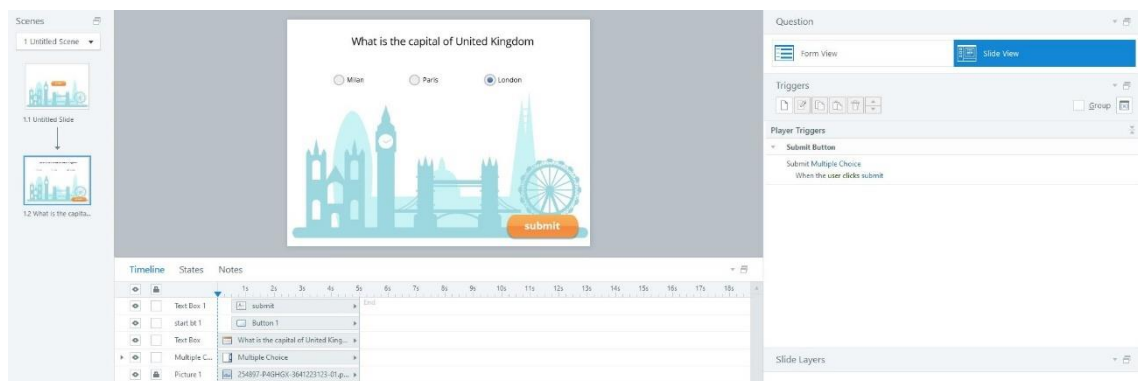 Scenes
1 Untitled Scene
1.1 Untitled Slide
1.2 What is the capita...
What is the capital of United Kingdom
Milan Paris London
submit
Timeline States Notes
1s 2s 3s 4s 5s 6s 7s 8s 9s 10s 11s 12s 13s 14s 15s 16s 17s 18s
Text Box 1 submit End
start bt 1 Button 1
Text Box What is the capital of United King...
Multiple C... Multiple Choice
Picture 1 254897-P4GHGX-3641223123-01.p...
Question
Form View Slide View
Triggers
Group
Player Triggers
Submit Button
Submit Multiple Choice
When the user clicks submit
Slide Layers